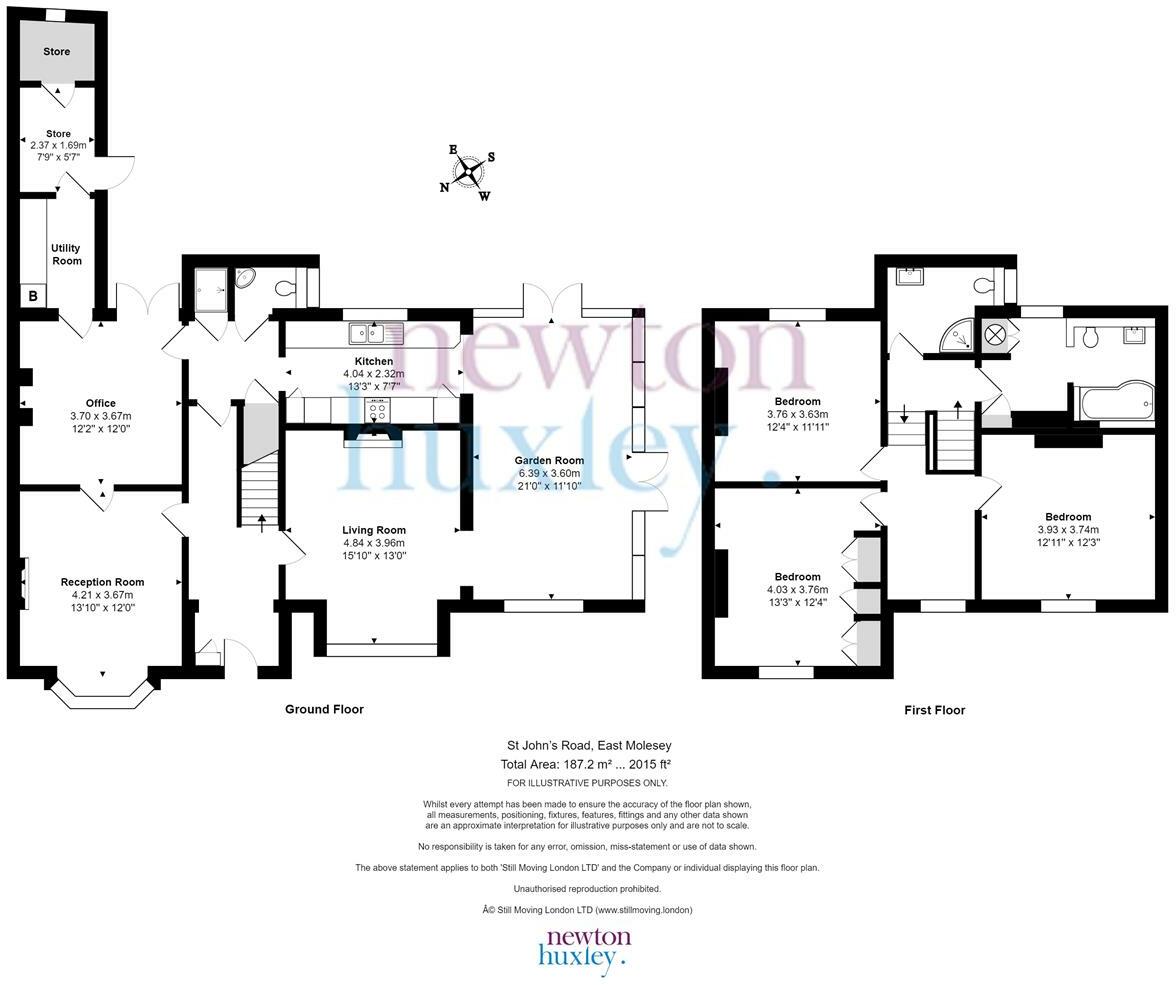 Store
Store
2.37 x 1.69m
7'9" x 5'7"
Utility
Room
B
Office
3.70 x 3.67m
12'2" x 12'0"
Reception Room
4.21 x 3.67m
13'10" x 12'0"
E
S
N
W
Kitchen
4.04 x 2.32m
13'3" x 7'7"
Living Room
4.84 x 3.96m
15'10" x 13'0"
Garden Room
6.39 x 3.60m
21'0" x 11'10"
newton
huxley.
Bedroom
3.76 x 3.63m
12'4" x 11'11"
Bedroom
4.03 x 3.76m
13'3" x 12'4"
Bedroom
3.93 x 3.74m
12'11" x 12'3"
Ground Floor
First Floor
St John's Road, East Molesey
Total Area: 187.2 m² ... 2015 ft²
FOR ILLUSTRATIVE PURPOSES ONLY.
Whilst every attempt has been made to ensure the accuracy of the floor plan shown,
all measurements, positioning, fixtures, features, fittings and any other data shown
are an approximate interpretation for illustrative purposes only and are not to scale.
No responsibility is taken for any error, omission, miss-statement or use of data shown.
The above statement applies to both 'Still Moving London LTD' and the Company or individual displaying this floor plan.
Unauthorised reproduction prohibited.
Â© Still Moving London LTD (www.stillmoving.london)
newton
huxley.